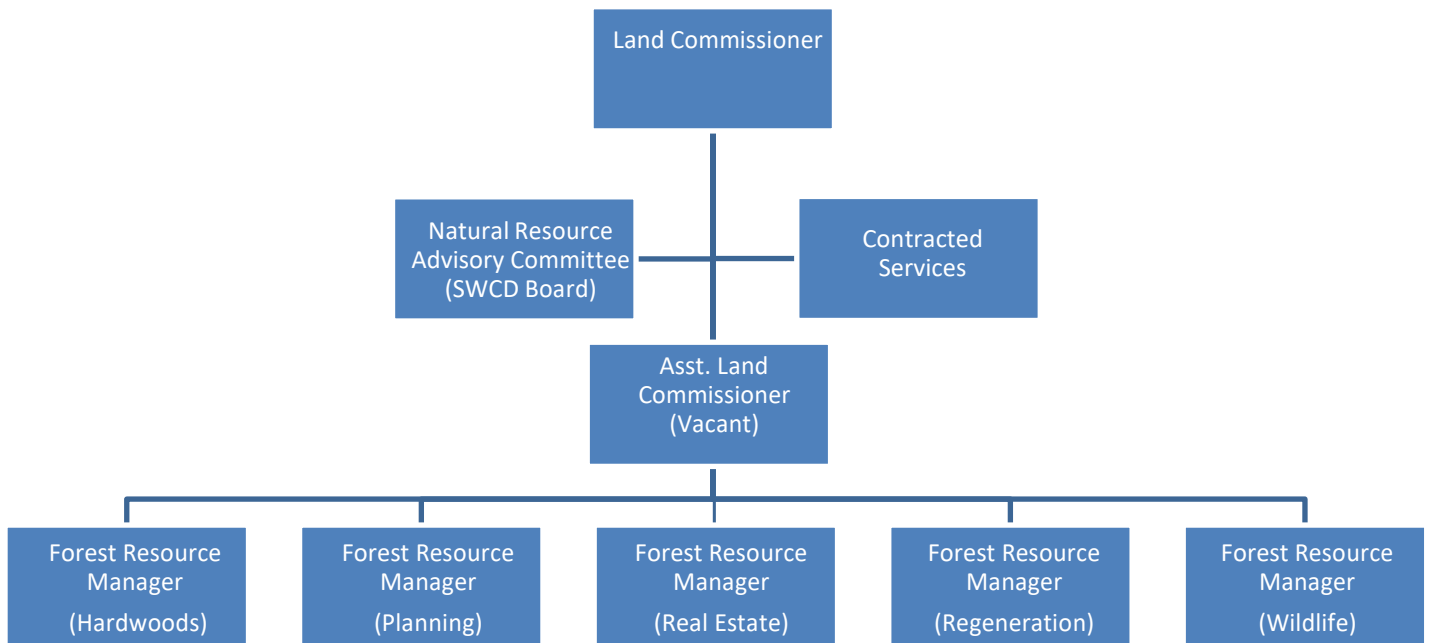 Land Commissioner
Natural Resource
Advisory Committee
(SWCD Board)
Contracted
Services
Asst. Land
Commissioner
(Vacant)
Forest Resource
Manager
(Hardwoods)
Forest Resource
Manager
(Planning)
Forest Resource
Manager
(Real Estate)
Forest Resource
Manager
(Regeneration)
Forest Resource
Manager
(Wildlife)